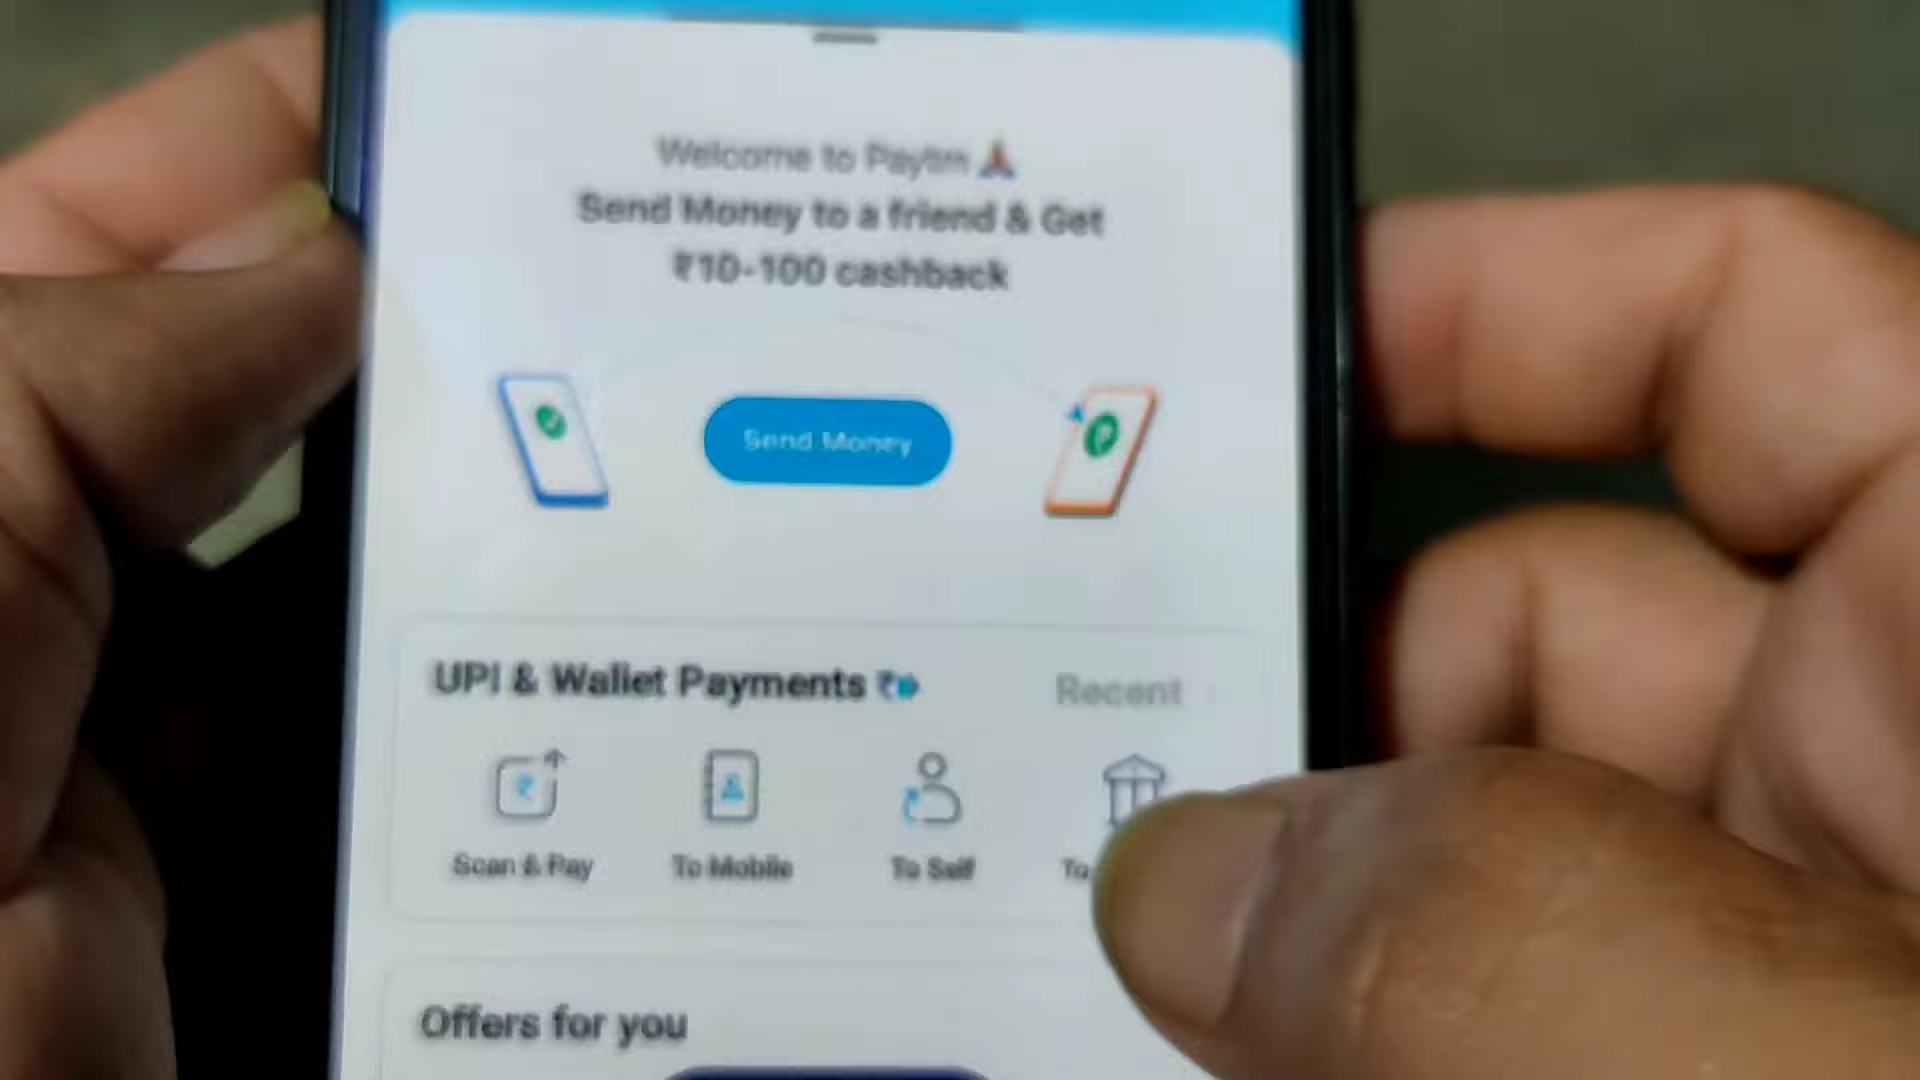 Welcome to Paytm 🙏
Send Money to a friend & Get
₹10-100 cashback
Send Money
UPI & Wallet Payments
Recent
Scan & Pay
To Mobile
To Self
To
Offers for you